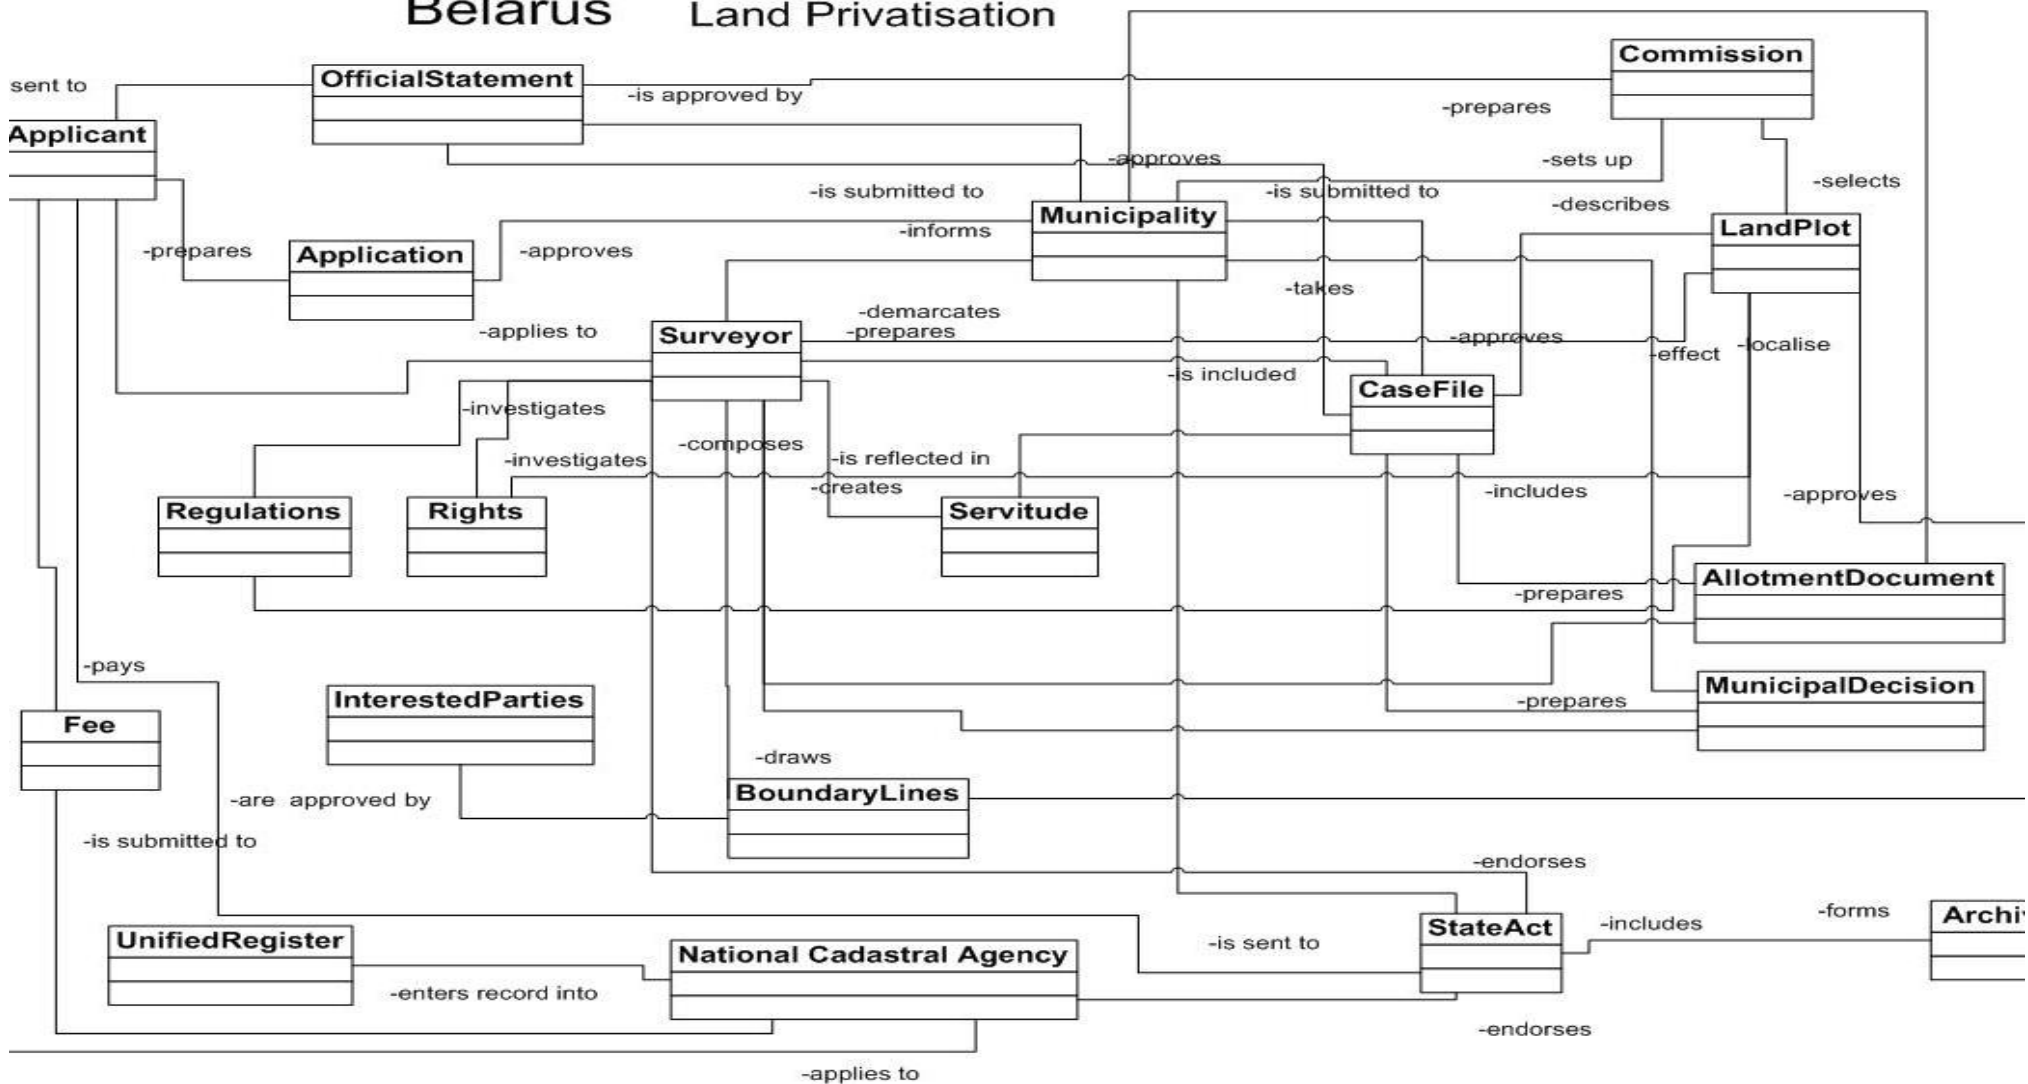 Belarus Land Privatisation
Commission
OfficialStatement
sent to
-is approved by
-prepares
Applicant
-approves
-sets up
-is submitted to
-is submitted to
-selects
-describes
Municipality
LandPlot
-informs
-prepares
Application
-approves
-takes
-demarcates
-applies to
-prepares
Surveyor
-approves
-localise
-effect
-is included
CaseFile
-investigates
-composes
-investigates
-is reflected in
-creates
-includes
-approves
Regulations
Rights
Servitude
AllotmentDocument
-prepares
-pays
MunicipalDecision
InterestedParties
-prepares
Fee
-draws
BoundaryLines
-are approved by
-is submitted to
-endorses
-forms
Archiv
-includes
StateAct
UnifiedRegister
-is sent to
National Cadastral Agency
-enters record into
-endorses
-applies to